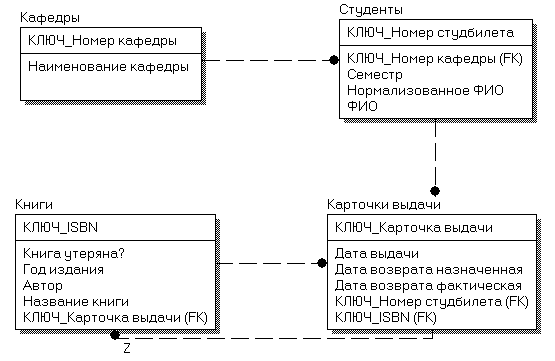 Кафедры
КЛЮЧ_Номер кафедры
Наименование кафедры
Студенты
КЛЮЧ_Номер студбилета
КЛЮЧ_Номер кафедры (FK)
Семестр
Нормализованное ФИО
ФИО
Книги
КЛЮЧ_ISBN
Книга утеряна?
Год издания
Автор
Название книги
КЛЮЧ_Карточка выдачи (FK)
Карточки выдачи
КЛЮЧ_Карточка выдачи
Дата выдачи
Дата возврата назначенная
Дата возврата фактическая
КЛЮЧ_Номер студбилета (FK)
КЛЮЧ_ISBN (FK)
Z